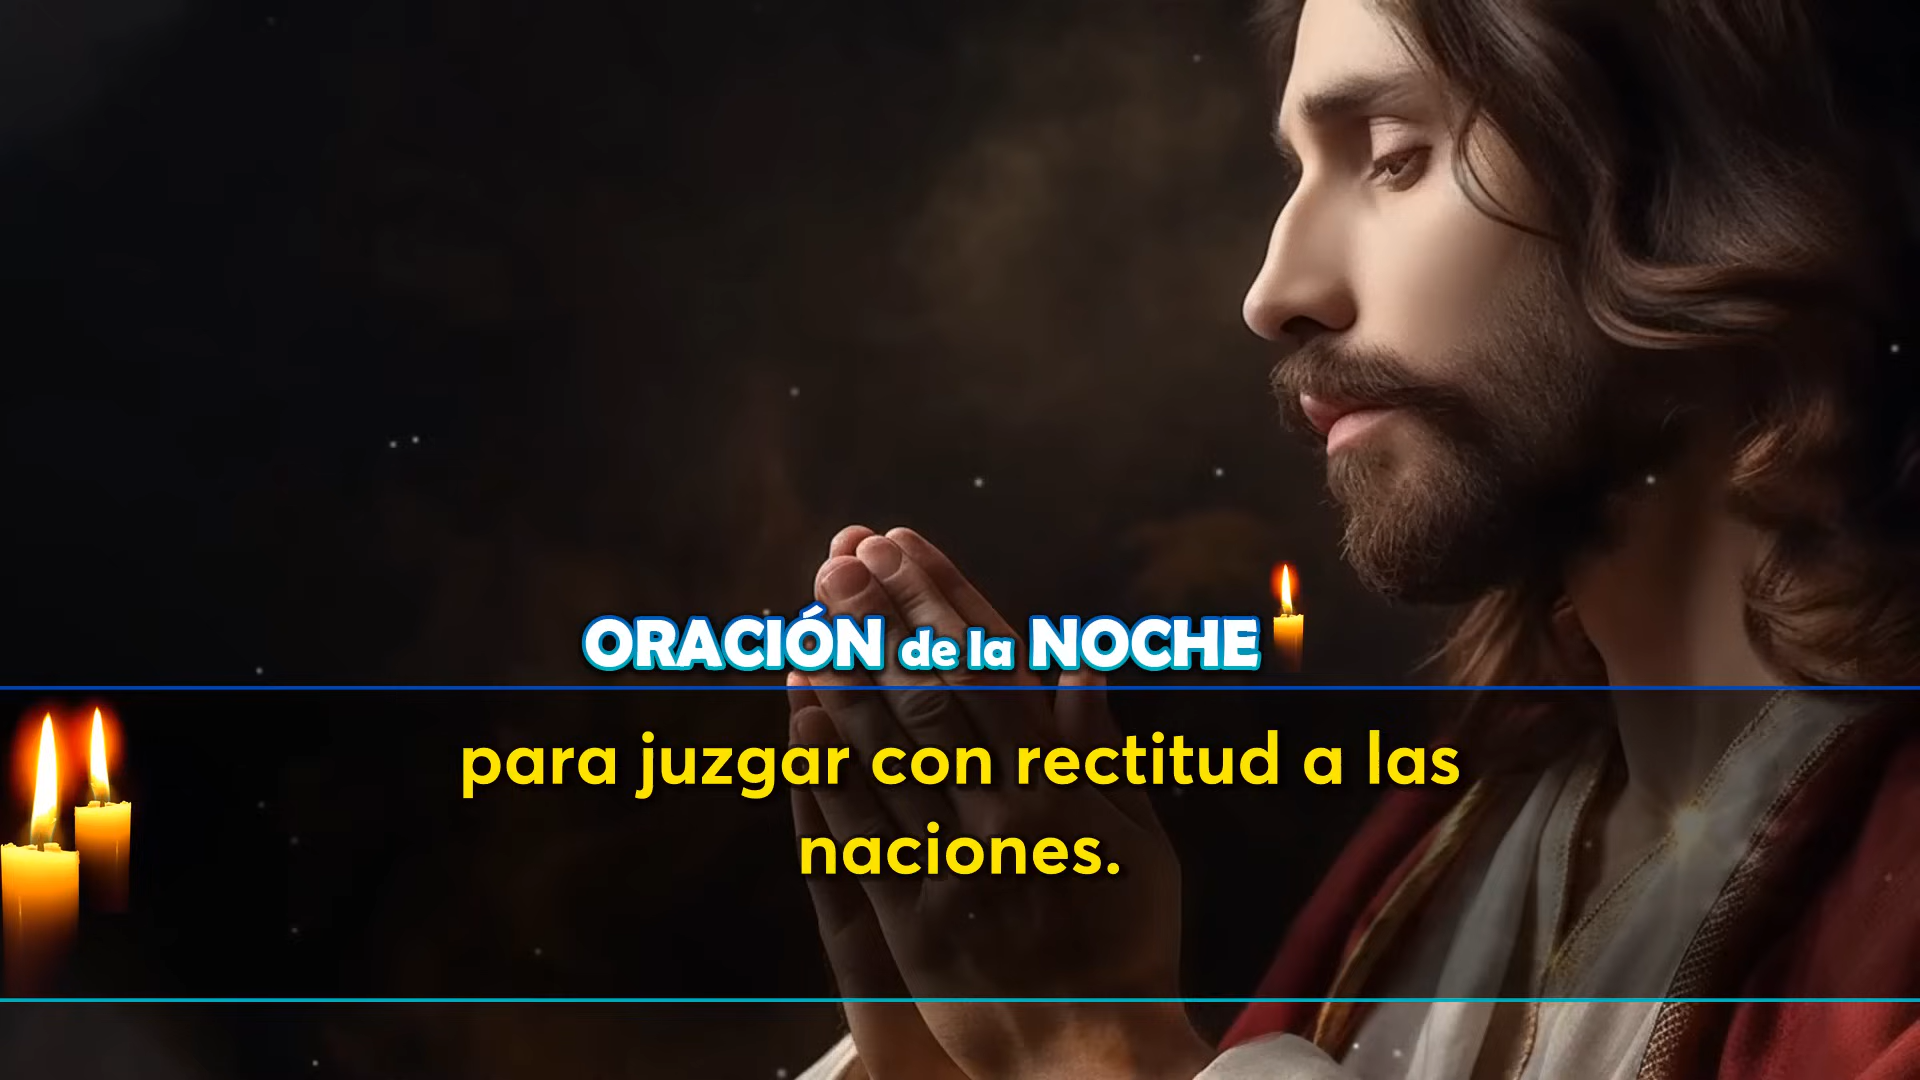 ORACIÓN de la NOCHE
para juzgar con rectitud a las
naciones.